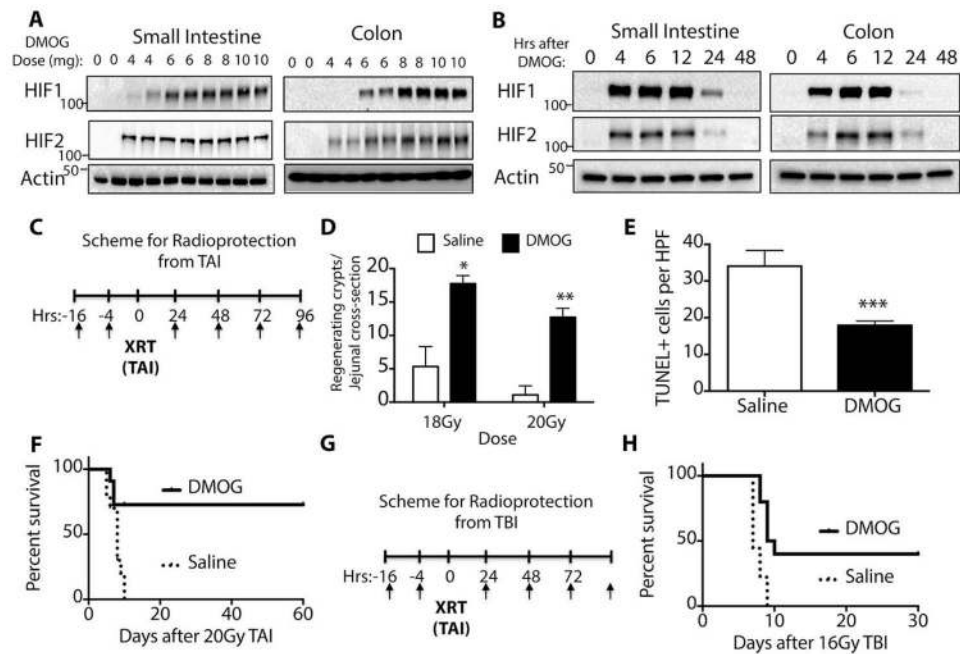 A
DMOG
Dose (mg):
Small Intestine
Colon
0 0 4 4 6 6 8 8 10 10
0 0 4 4 6 6 8 8 10 10
HIF1
100
HIF2
100
50
Actin
B
Hrs after
DMOG:
Small Intestine
Colon
0 4 6 12 24 48
0 4 6 12 24 48
HIF1
100
HIF2
100
50
Actin
C
Scheme for Radioprotection
from TAI
Hrs:-16 -4 0 24 48 72 96
XRT
(TAI)
D
Saline
DMOG
Regenerating crypts/
Jejunal cross-section
20
15
10
5
0
*
**
18Gy
20Gy
Dose
E
TUNEL+ cells per HPF
40
30
20
10
0
***
Saline
DMOG
F
Percent survival
100
50
0
DMOG
Saline
0 20 40 60
Days after 20Gy TAI
G
Scheme for Radioprotection
from TBI
Hrs:-16 -4 0 24 48 72
XRT
(TAI)
H
Percent survival
100
50
0
DMOG
Saline
0 10 20 30
Days after 16Gy TBI